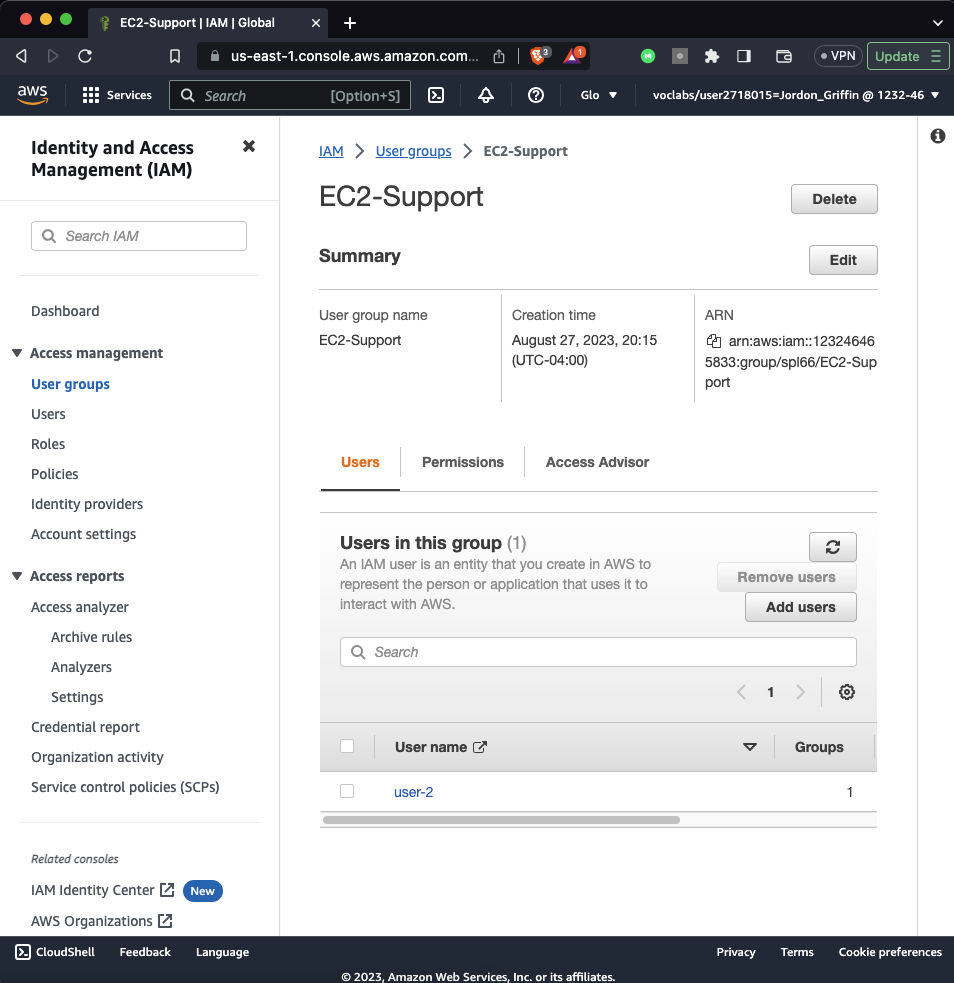 EC2-Support | IAM | Global
us-east-1.console.aws.amazon.com...
3
1
VPN
Update
aws
Services
Search
[Option+S]
Glo
voclabs/user2718015=Jordon_Griffin @ 1232-46
Identity and Access
Management (IAM)
Search IAM
Dashboard
Access management
User groups
Users
Roles
Policies
Identity providers
Account settings
Access reports
Access analyzer
Archive rules
Analyzers
Settings
Credential report
Organization activity
Service control policies (SCPs)
Related consoles
IAM Identity Center
New
AWS Organizations
IAM
User groups
EC2-Support
EC2-Support
Delete
Summary
Edit
User group name
EC2-Support
Creation time
August 27, 2023, 20:15
(UTC-04:00)
ARN
arn:aws:iam::12324646
5833:group/spl66/EC2-Sup
port
Users
Permissions
Access Advisor
Users in this group (1)
An IAM user is an entity that you create in AWS to
represent the person or application that uses it to
interact with AWS.
Remove users
Add users
Search
1
User name
Groups
user-2
1
CloudShell
Feedback
Language
Privacy
Terms
Cookie preferences
© 2023, Amazon Web Services, Inc. or its affiliates.